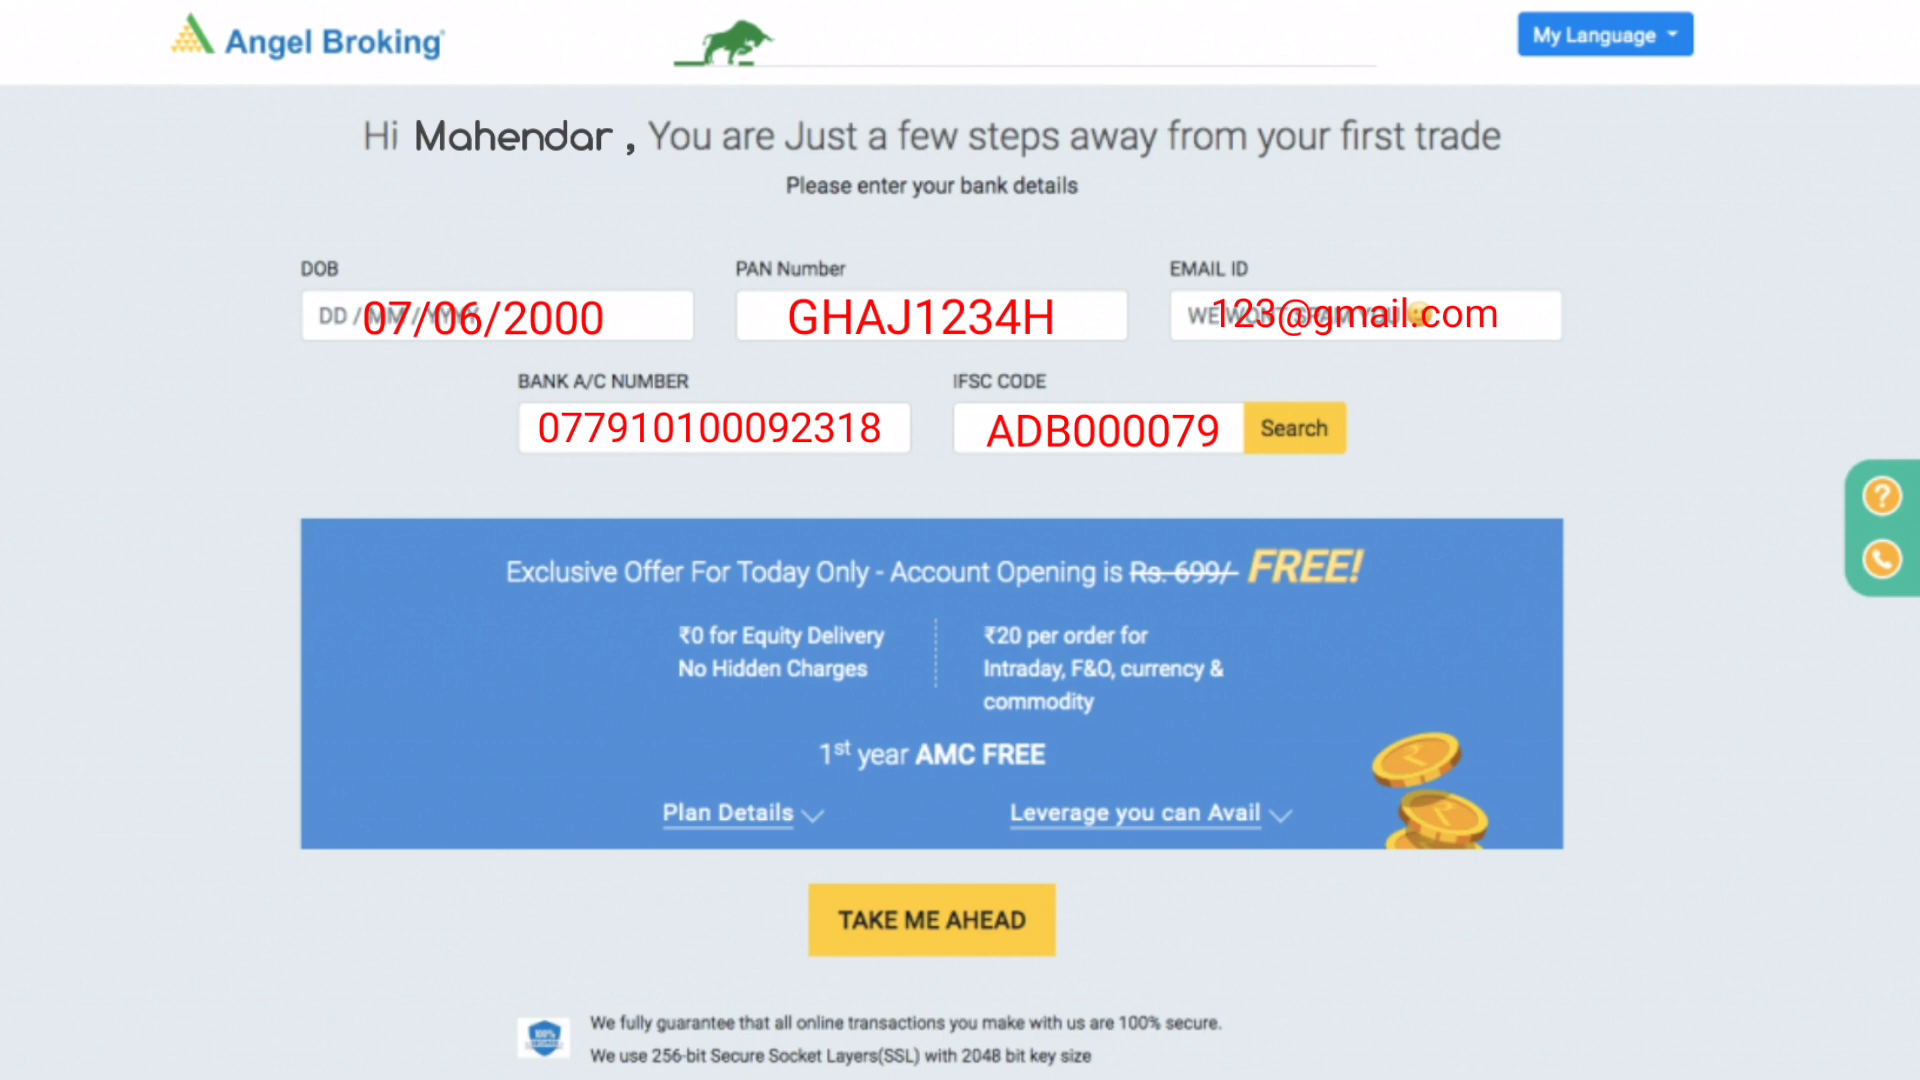 Angel Broking
My Language
Hi Mahendar , You are Just a few steps away from your first trade
Please enter your bank details
DOB
PAN Number
EMAIL ID
DD / MM / YYYY
07/06/2000
GHAJ1234H
123@gmail.com
BANK A/C NUMBER
IFSC CODE
077910100092318
ADB000079
Search
Exclusive Offer For Today Only - Account Opening is Rs. 699/- FREE!
₹0 for Equity Delivery
No Hidden Charges
₹20 per order for
Intraday, F&O, currency &
commodity
1st year AMC FREE
Plan Details
Leverage you can Avail
TAKE ME AHEAD
100%
We fully guarantee that all online transactions you make with us are 100% secure.
We use 256-bit Secure Socket Layers(SSL) with 2048 bit key size